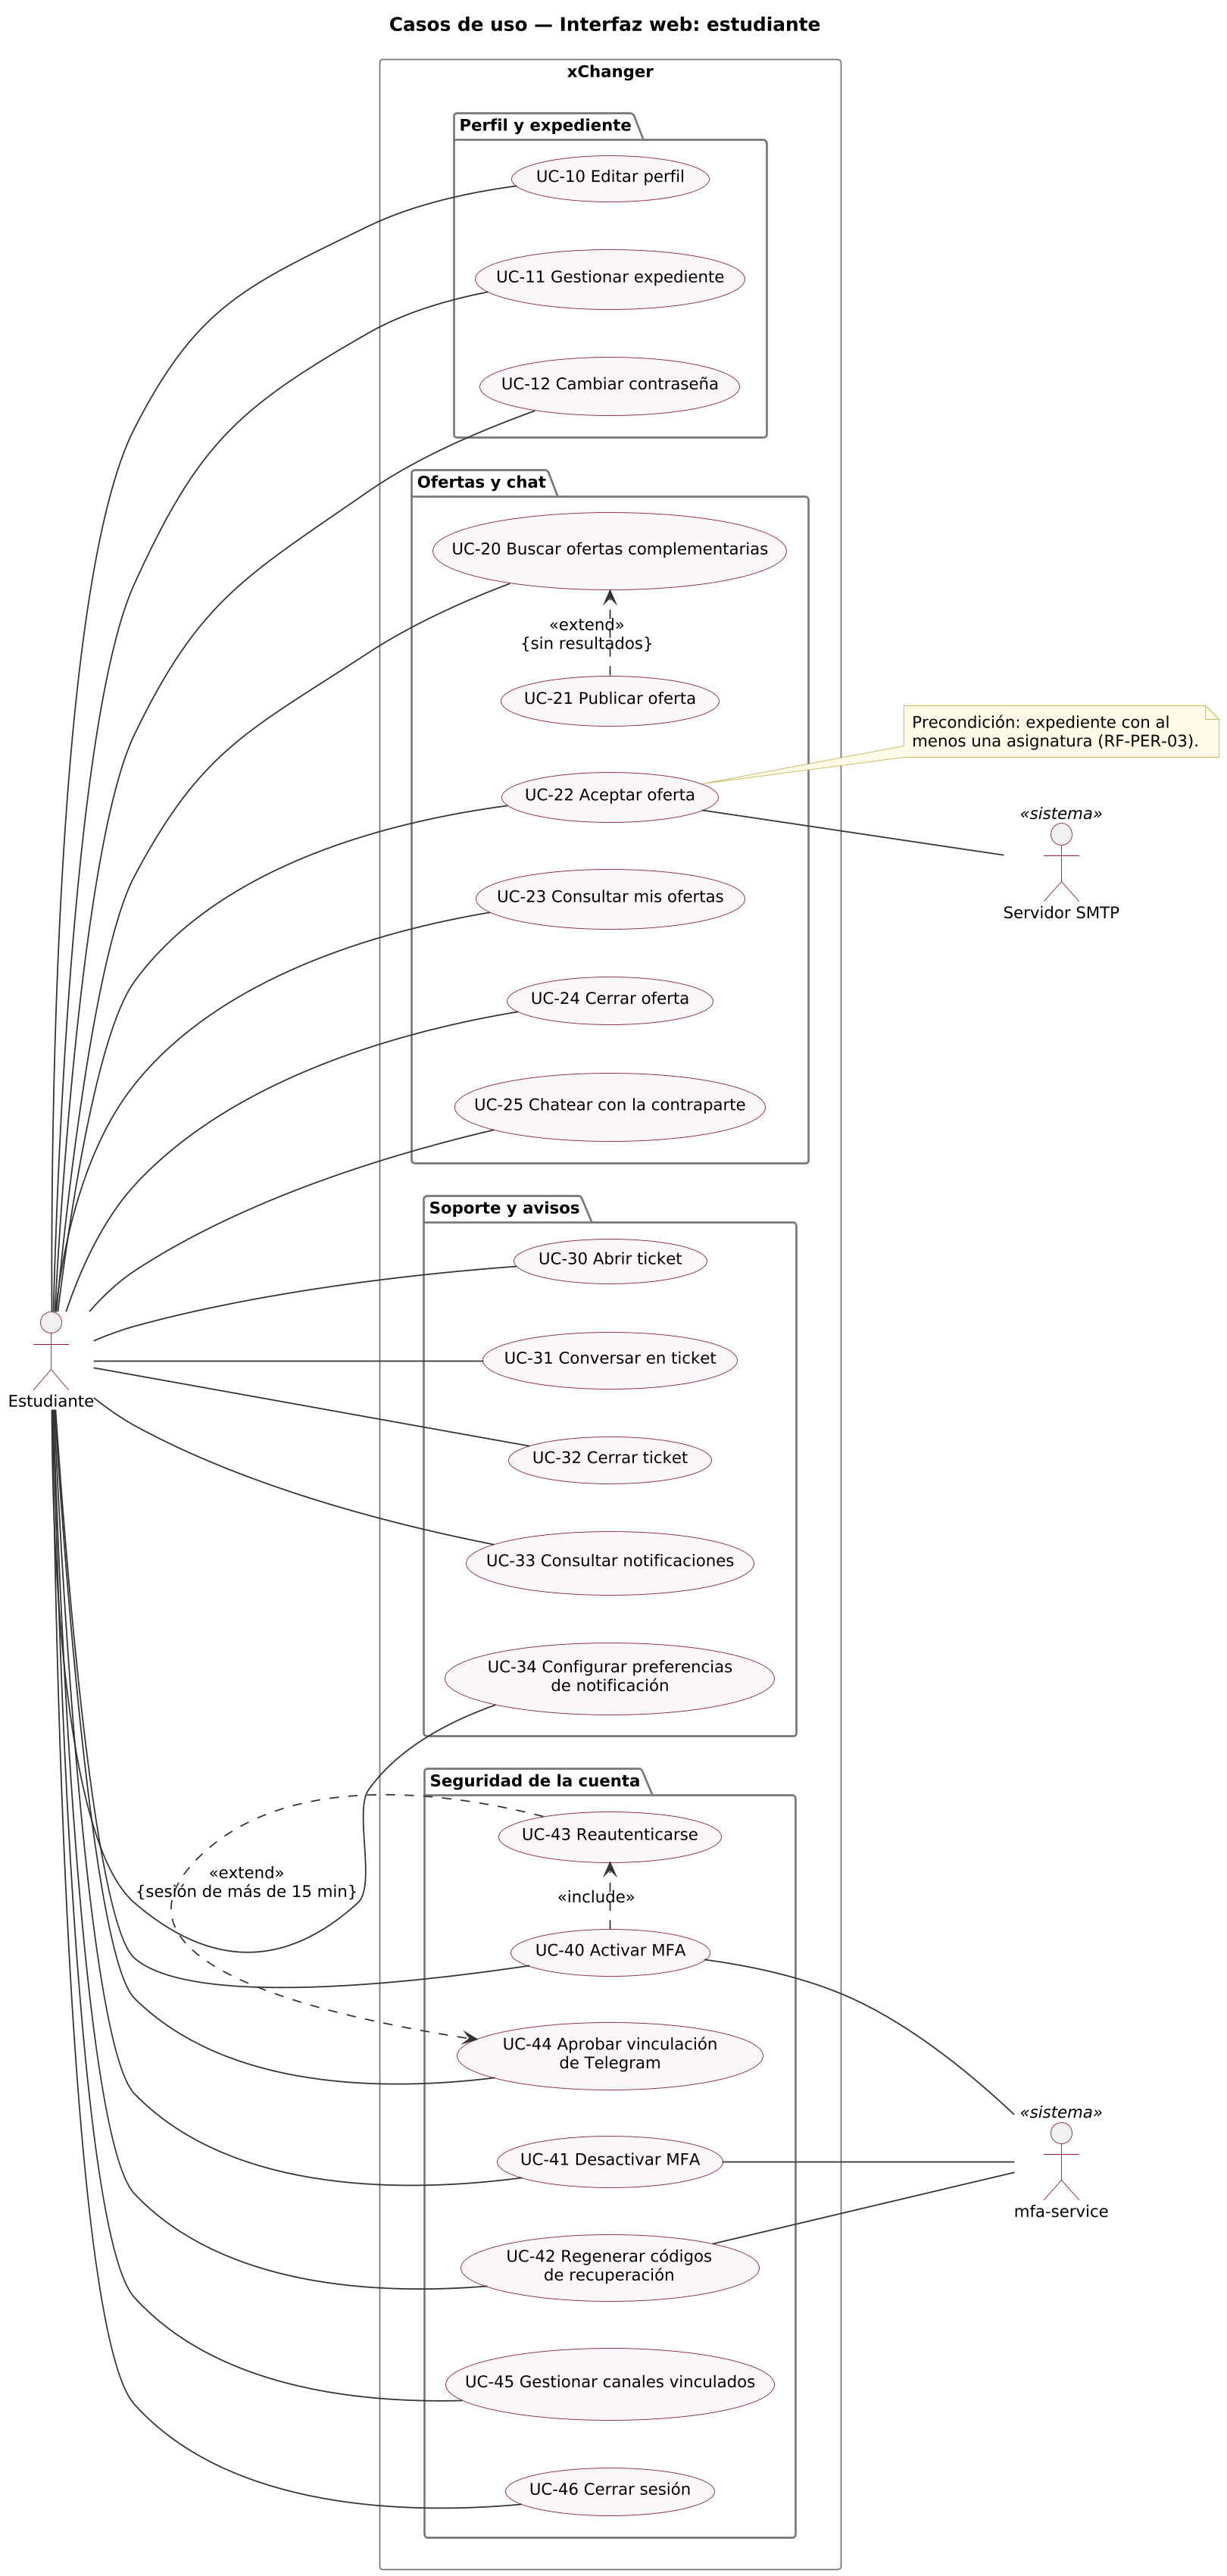 Casos de uso — Interfaz web: estudiante
xChanger
Perfil y expediente
UC-10 Editar perfil
UC-11 Gestionar expediente
UC-12 Cambiar contraseña
Ofertas y chat
UC-20 Buscar ofertas complementarias
«extend»
{sin resultados}
UC-21 Publicar oferta
Precondición: expediente con al
menos una asignatura (RF-PER-03).
UC-22 Aceptar oferta
«sistema»
Servidor SMTP
UC-23 Consultar mis ofertas
UC-24 Cerrar oferta
UC-25 Chatear con la contraparte
Soporte y avisos
UC-30 Abrir ticket
UC-31 Conversar en ticket
Estudiante
UC-32 Cerrar ticket
UC-33 Consultar notificaciones
UC-34 Configurar preferencias
de notificación
Seguridad de la cuenta
UC-43 Reautenticarse
«extend»
{sesión de más de 15 min}
«include»
UC-40 Activar MFA
UC-44 Aprobar vinculación
de Telegram
«sistema»
mfa-service
UC-41 Desactivar MFA
UC-42 Regenerar códigos
de recuperación
UC-45 Gestionar canales vinculados
UC-46 Cerrar sesión